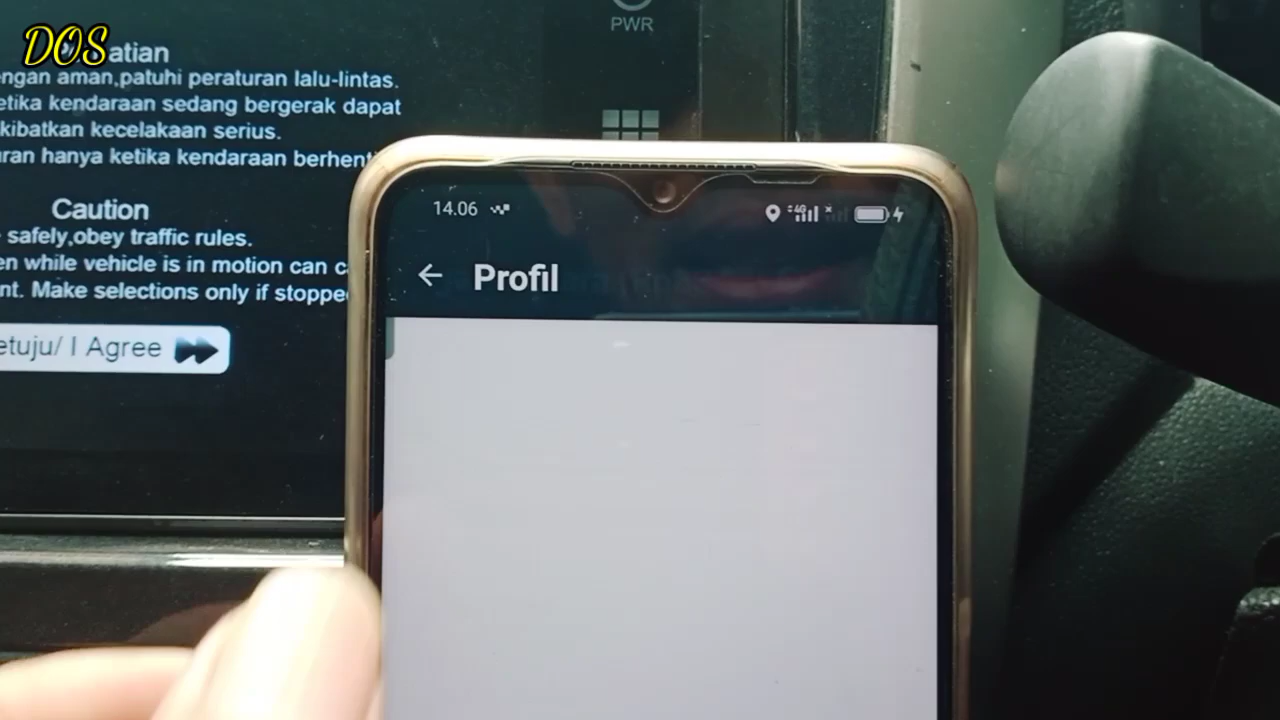 DOS
atian
engan aman,patuhi peraturan lalu-lintas.
etika kendaraan sedang bergerak dapat
kibatkan kecelakaan serius.
uran hanya ketika kendaraan berhent
Caution
safely,obey traffic rules.
en while vehicle is in motion can c
nt. Make selections only if stoppe
etuju/ I Agree
PWR
14.06
4G
Profil